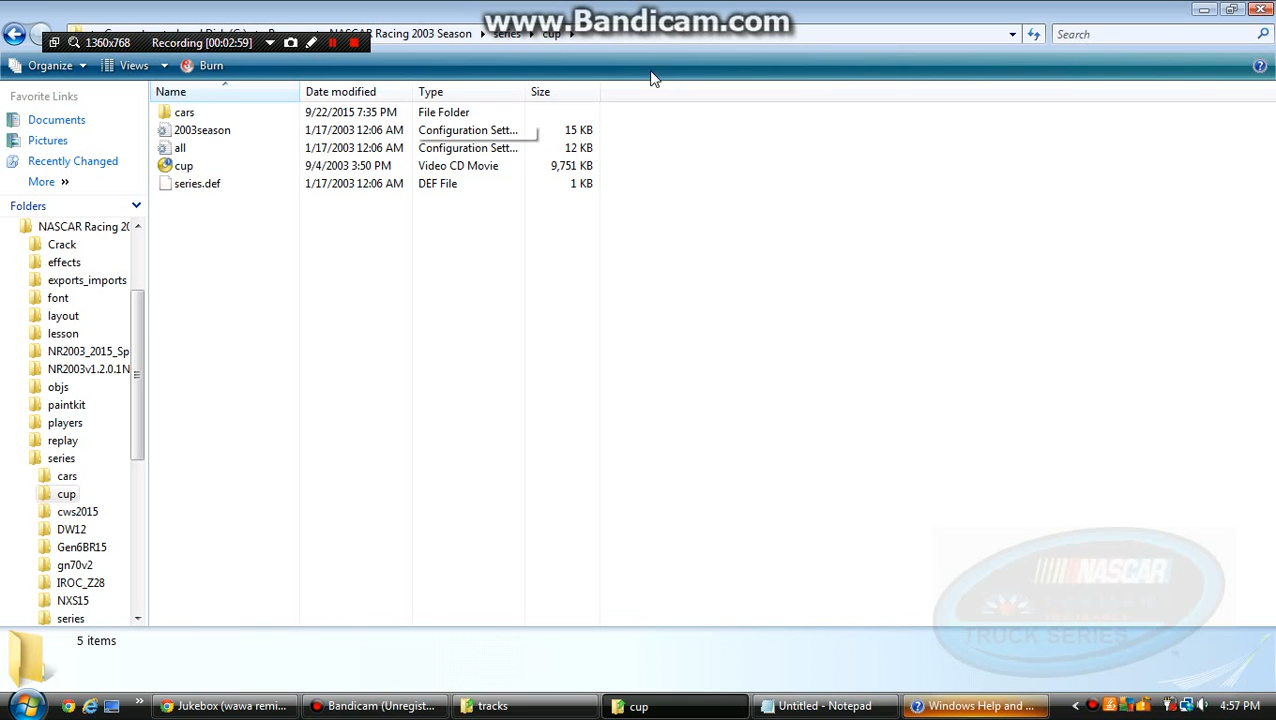 www.Bandicam.com
NASCAR Racing 2003 Season series cup
1360x768 Recording [00:02:59]
Search
Organize Views Burn
Favorite Links
Documents
Pictures
Recently Changed
More »
Folders
NASCAR Racing 20
Crack
effects
exports_imports
font
layout
lesson
NR2003_2015_Sp
NR2003v1.2.0.1N
objs
paintkit
players
replay
series
cars
cup
cws2015
DW12
Gen6BR15
gn70v2
IROC_Z28
NXS15
series
Name Date modified Type Size
cars 9/22/2015 7:35 PM File Folder
2003season 1/17/2003 12:06 AM Configuration Sett... 15 KB
all 1/17/2003 12:06 AM Configuration Sett... 12 KB
cup 9/4/2003 3:50 PM Video CD Movie 9,751 KB
series.def 1/17/2003 12:06 AM DEF File 1 KB
NASCAR
TRUCK SERIES
5 items
Jukebox (wawa remi... Bandicam (Unregist... tracks cup Untitled - Notepad Windows Help and ... 4:57 PM